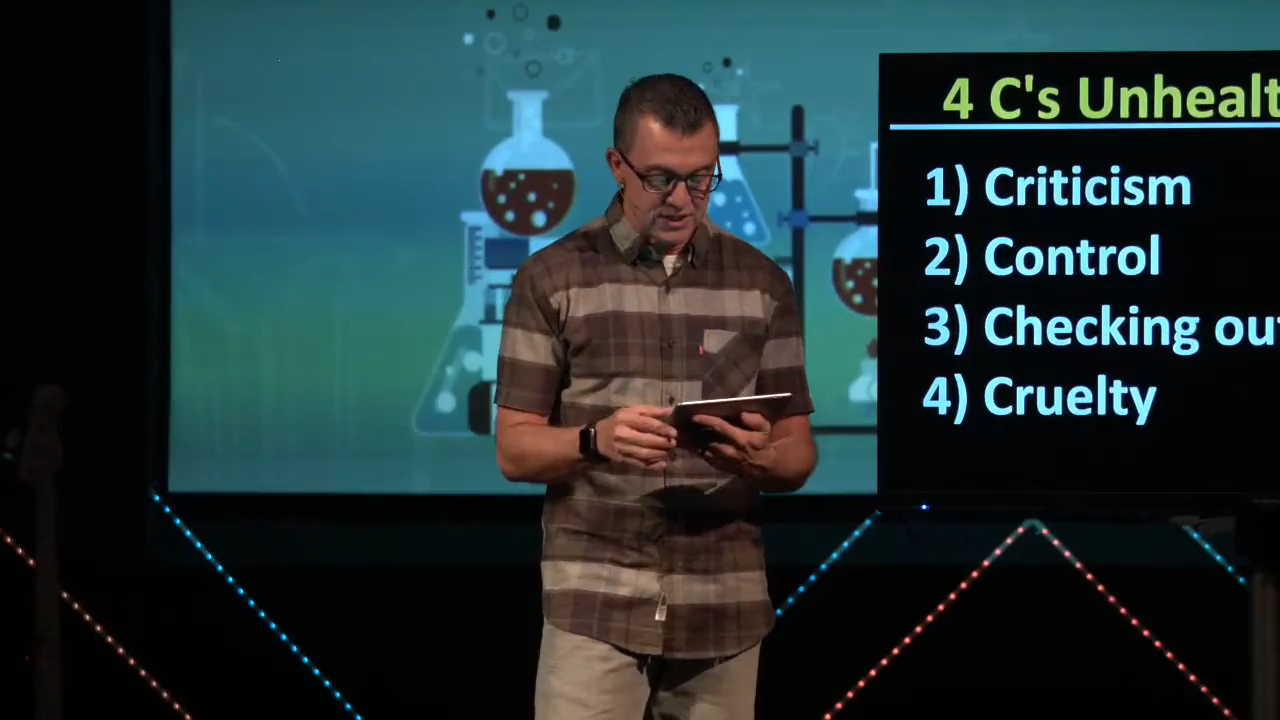 4 C's Unhealt
1) Criticism
2) Control
3) Checking ou
4) Cruelty